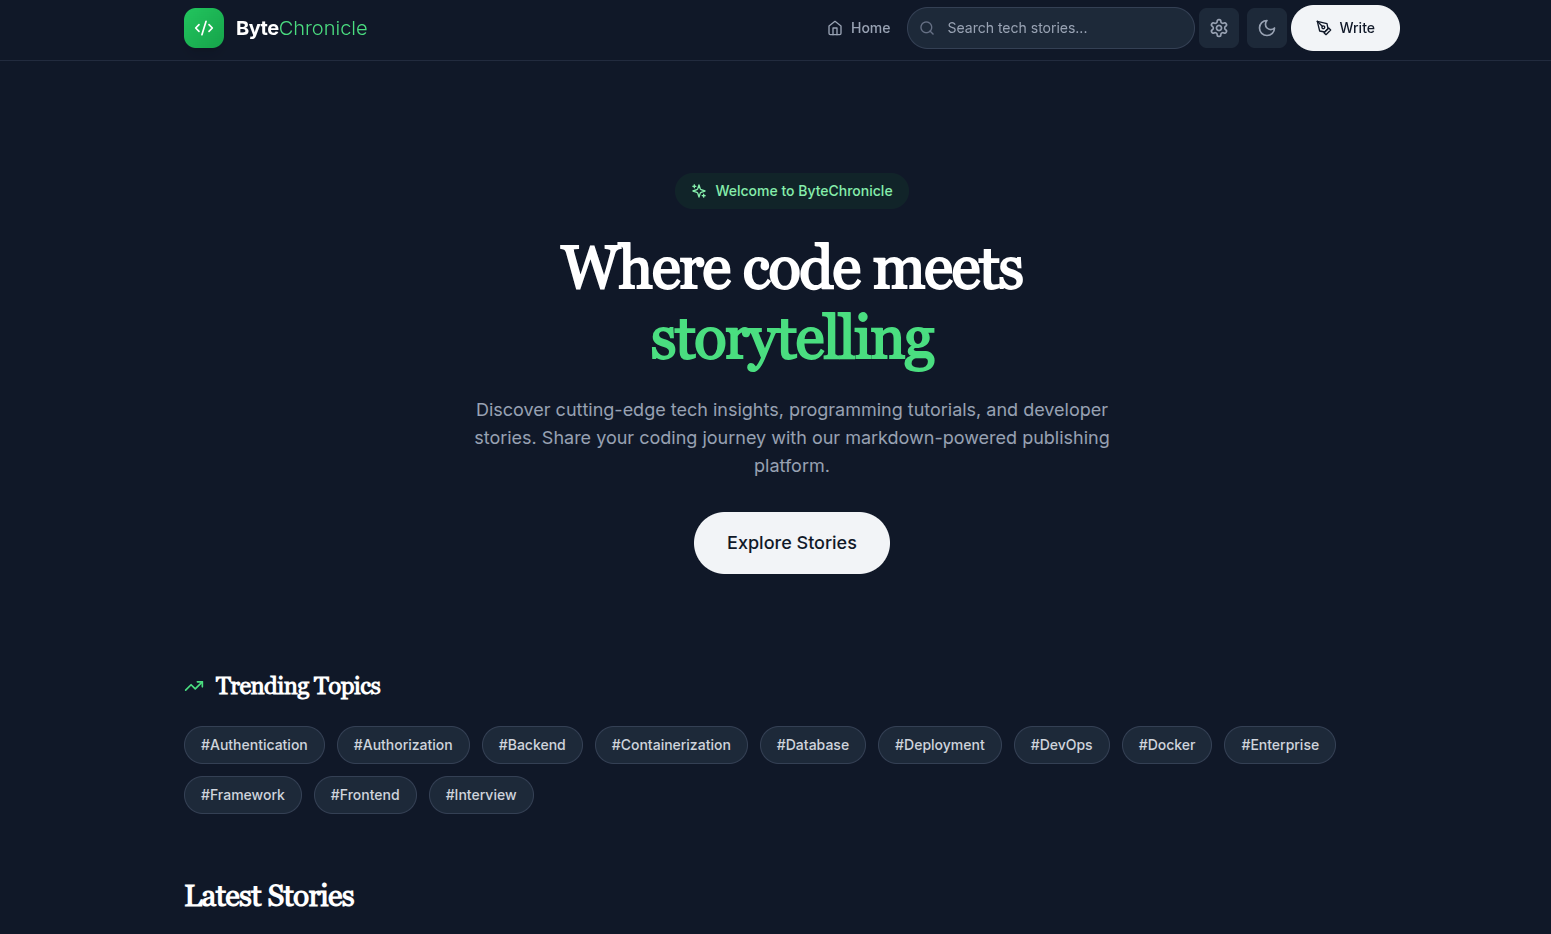 ByteChronicle
Home
Search tech stories...
Write
Welcome to ByteChronicle
Where code meets
storytelling
Discover cutting-edge tech insights, programming tutorials, and developer
stories. Share your coding journey with our markdown-powered publishing
platform.
Explore Stories
Trending Topics
#Authentication #Authorization #Backend #Containerization #Database #Deployment #DevOps #Docker #Enterprise
#Framework #Frontend #Interview
Latest Stories